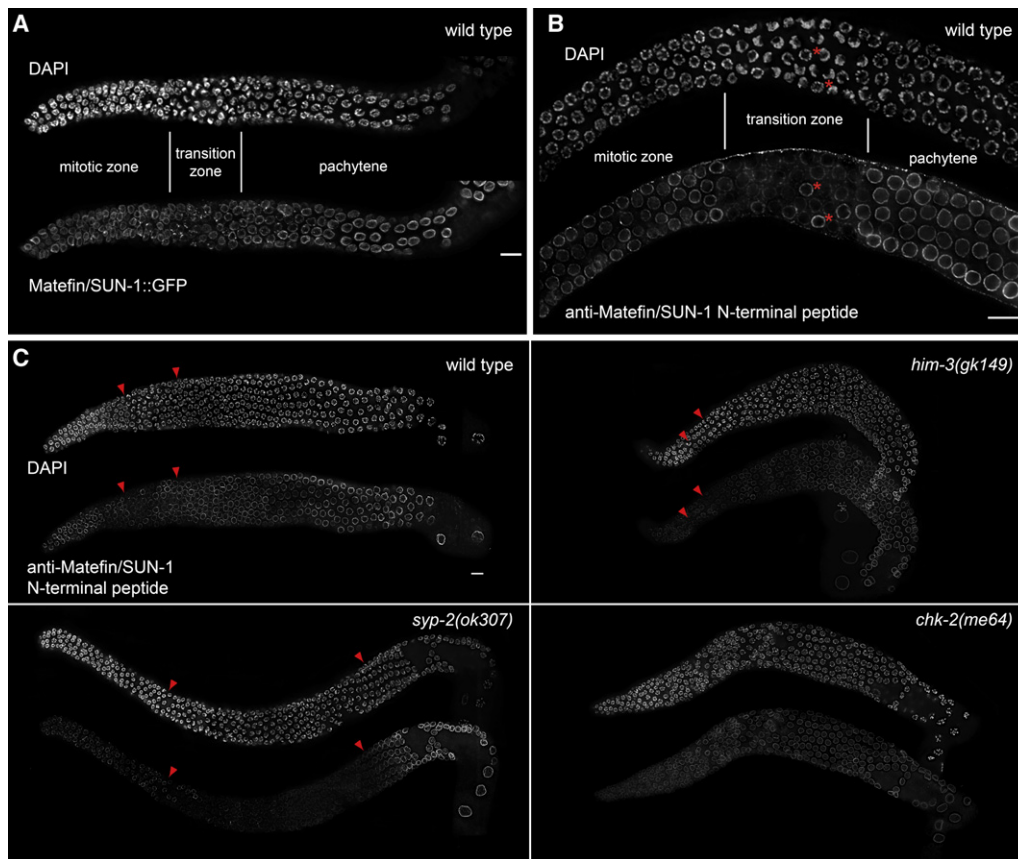 A
wild type
DAPI
mitotic zone
transition
zone
pachytene
Matefin/SUN-1::GFP
B
wild type
DAPI
transition zone
mitotic zone
pachytene
anti-Matefin/SUN-1 N-terminal peptide
C
wild type
DAPI
anti-Matefin/SUN-1
N-terminal peptide
him-3(gk149)
syp-2(ok307)
chk-2(me64)